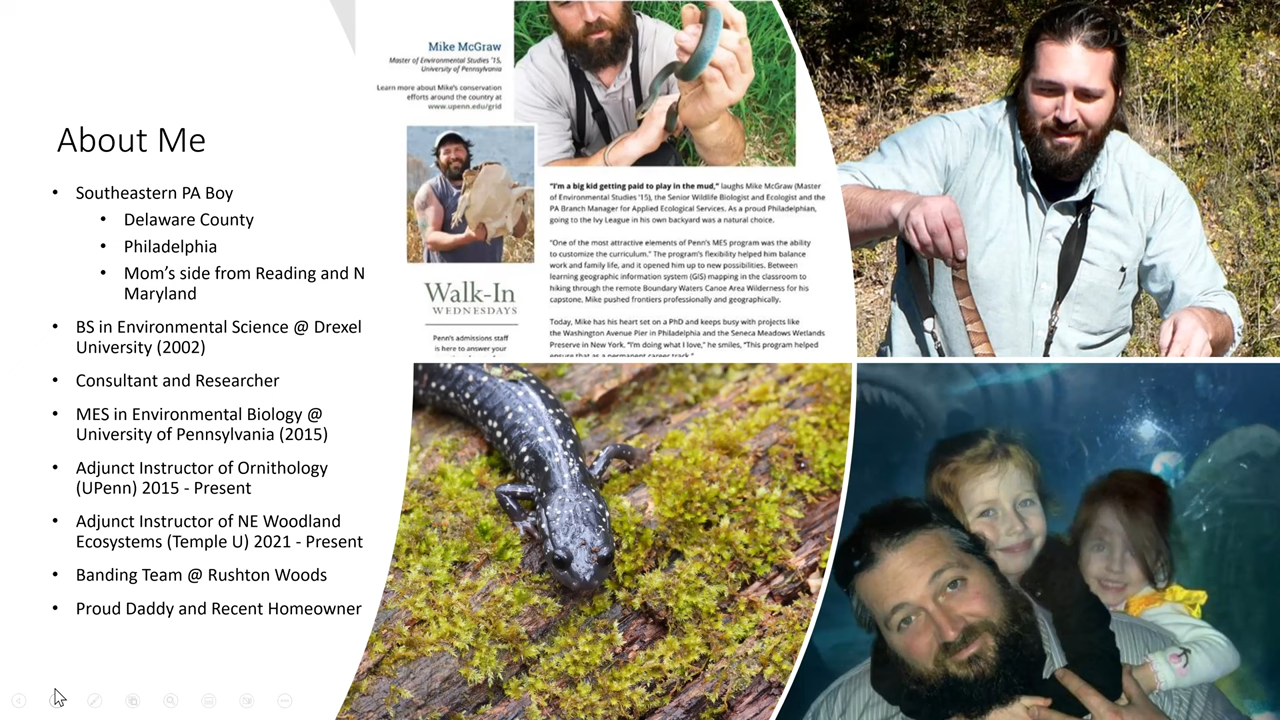 About Me
• Southeastern PA Boy
• Delaware County
• Philadelphia
• Mom's side from Reading and N
Maryland
• BS in Environmental Science @ Drexel
University (2002)
• Consultant and Researcher
• MES in Environmental Biology @
University of Pennsylvania (2015)
• Adjunct Instructor of Ornithology
(UPenn) 2015 - Present
• Adjunct Instructor of NE Woodland
Ecosystems (Temple U) 2021 - Present
• Banding Team @ Rushton Woods
• Proud Daddy and Recent Homeowner
Mike McGraw
Master of Environmental Studies '15,
University of Pennsylvania
Learn more about Mike's conservation
efforts around the country at
www.upenn.edu/grid
Walk-In
WEDNESDAYS
Penn's admissions staff
is here to answer your
"I'm a big kid getting paid to play in the mud," laughs Mike McGraw (Master
of Environmental Studies '15), the Senior Wildlife Biologist and Ecologist and the
PA Branch Manager for Applied Ecological Services. As a proud Philadelphian,
going to the Ivy League in his own backyard was a natural choice.
"One of the most attractive elements of Penn's MES program was the ability
to customize the curriculum." The program's flexibility helped him balance
work and family life, and it opened him up to new possibilities. Between
learning geographic information system (GIS) mapping in the classroom to
hiking through the remote Boundary Waters Canoe Area Wilderness for his
capstone, Mike pushed frontiers professionally and geographically.
Today, Mike has his heart set on a PhD and keeps busy with projects like
the Washington Avenue Pier in Philadelphia and the Seneca Meadows Wetlands
Preserve in New York. "I'm doing what I love," he smiles, "This program helped
ensure that as a permanent career track."